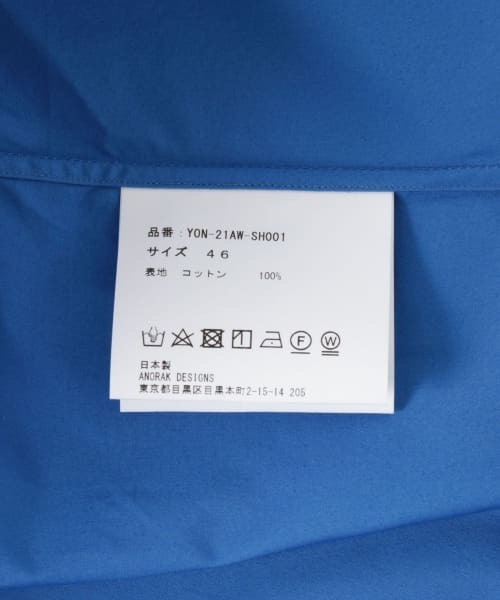 品番:YON-21AW-SH001
サイズ 46
表地 コットン 100%
F W
日本製
ANORAK DESIGNS
東京都目黒区目黒本町2-15-14 205